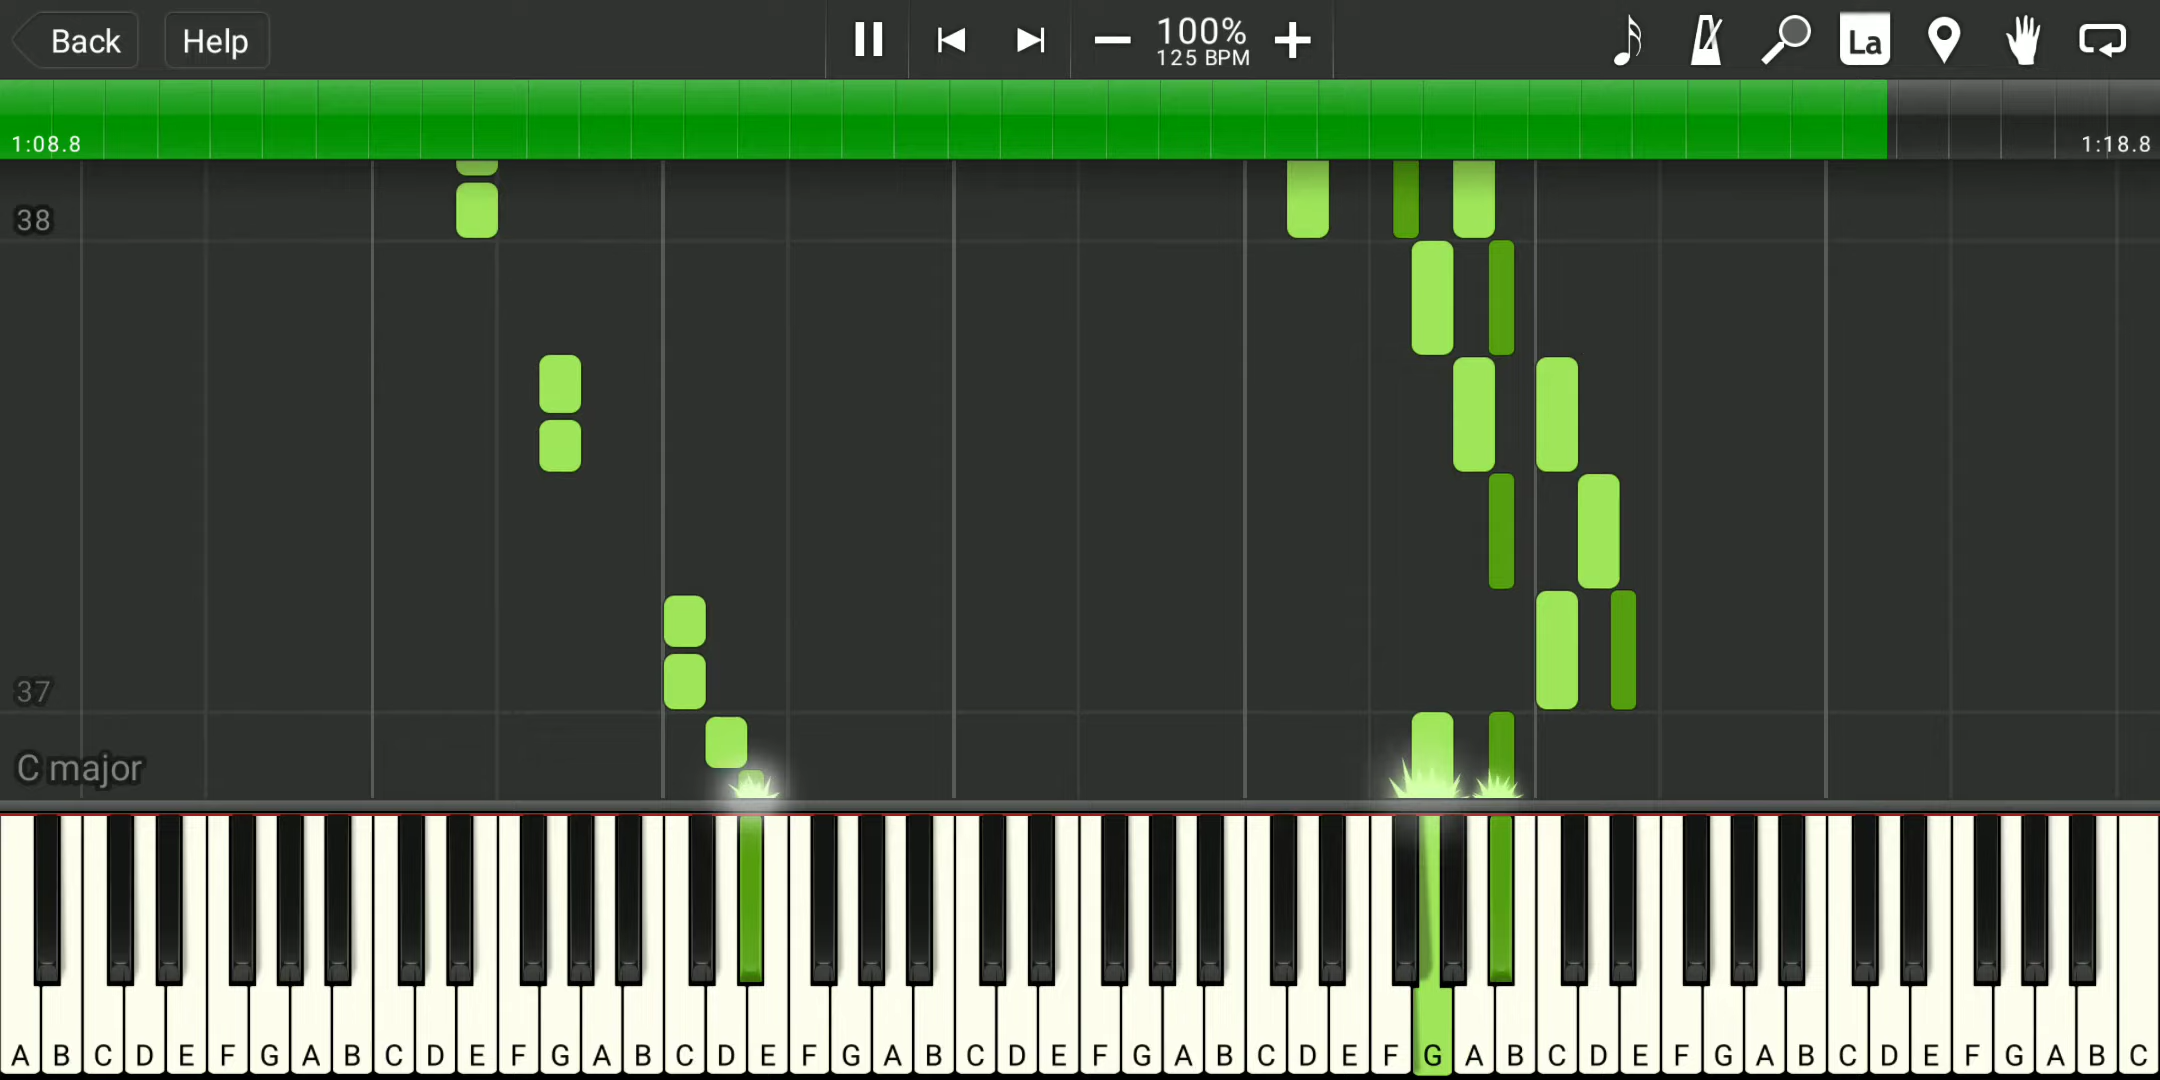 Back Help 100% La
125 BPM
1:08.8 1:18.8
38
37
C major
A B C D E F G A B C D E F G A B C D E F G A B C D E F G A B C D E F G A B C D E F G A B C D E F G A B C